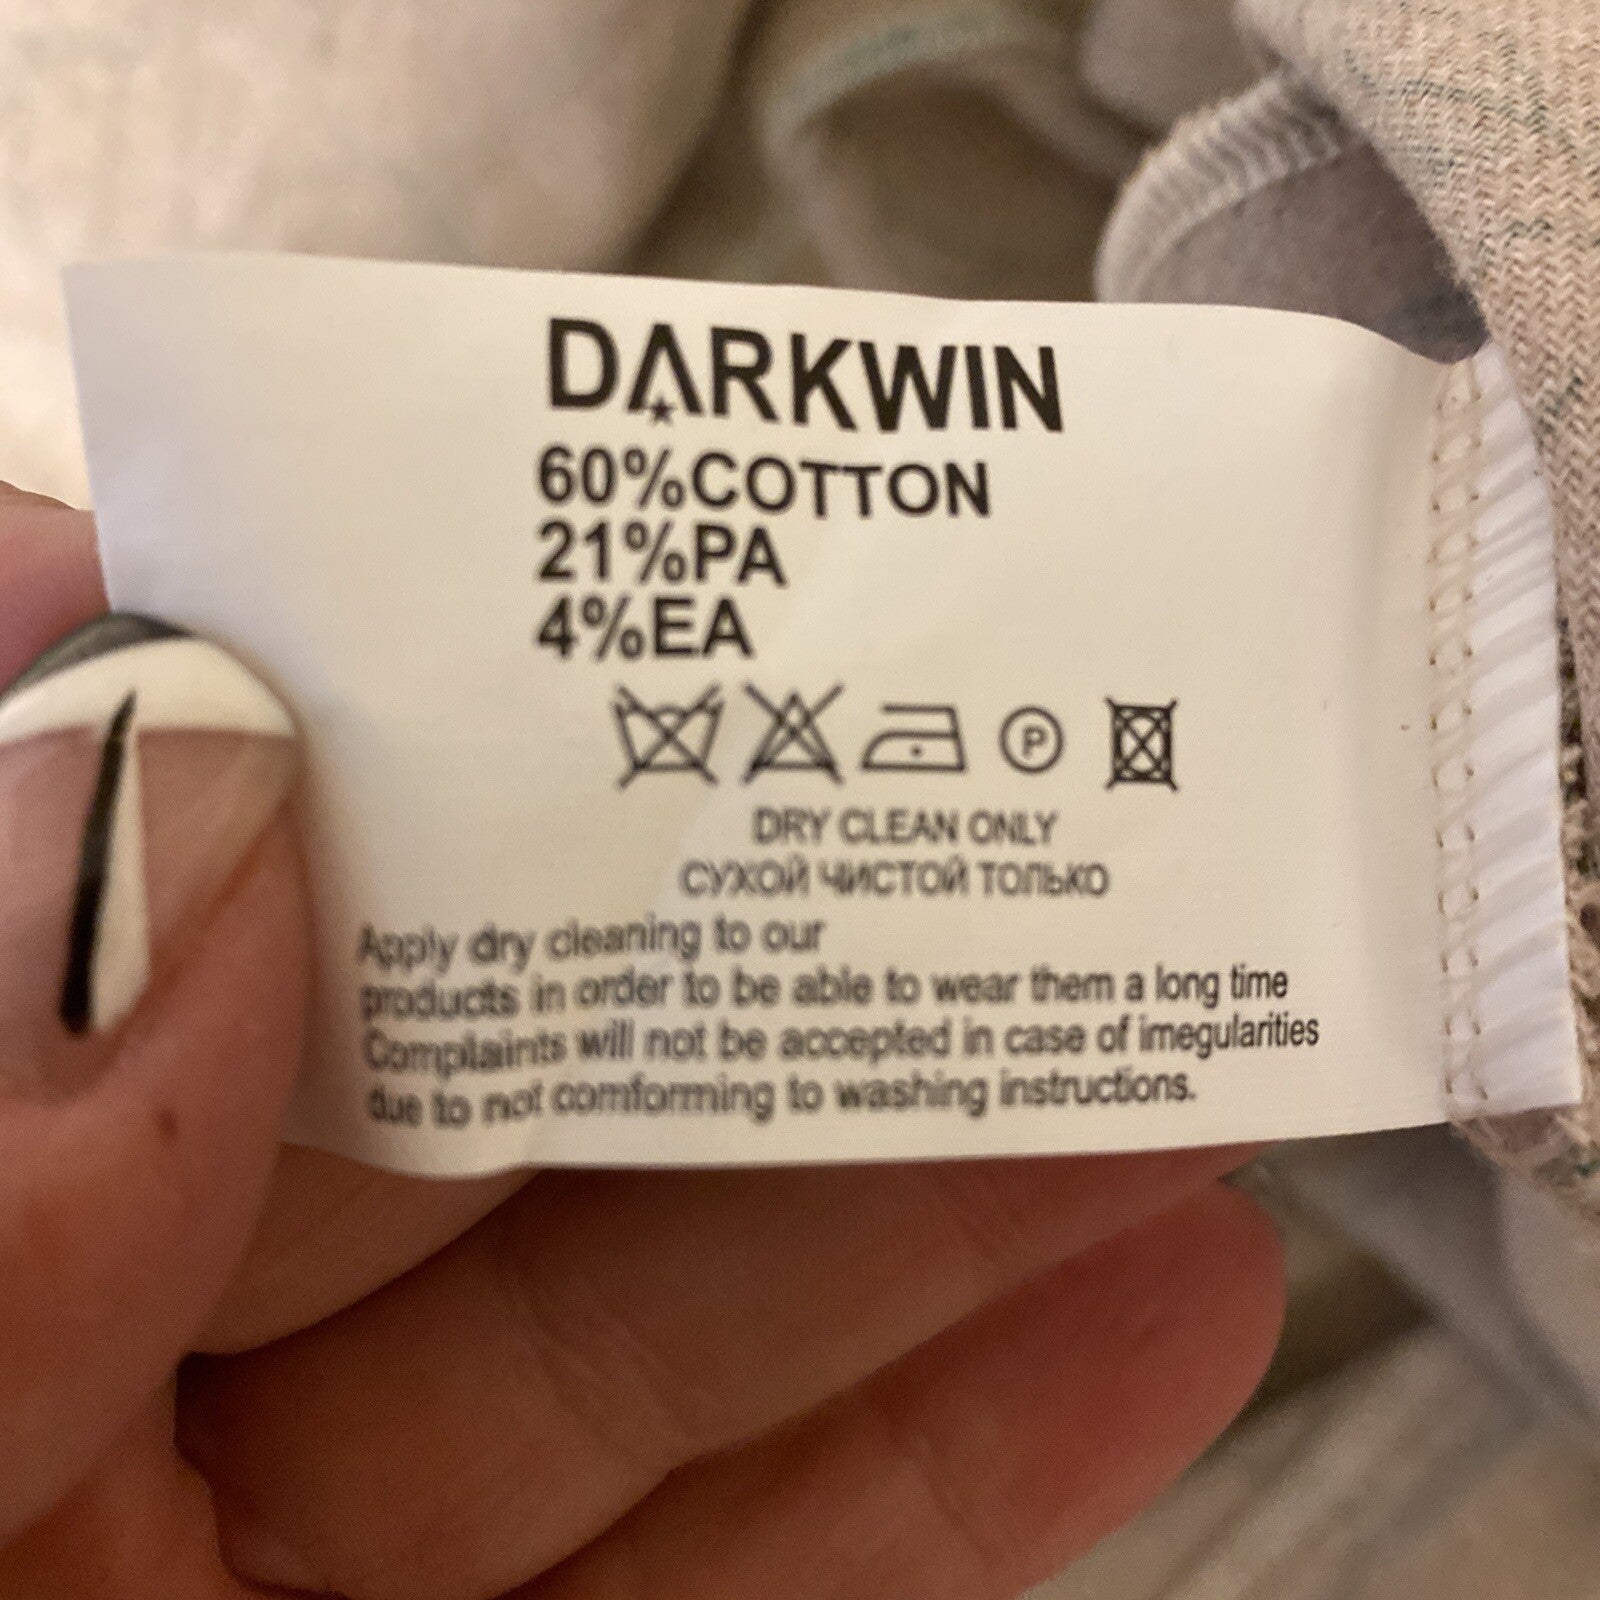 DARKWIN
60%COTTON
21%PA
4%EA
P
DRY CLEAN ONLY
СУХОЙ ЧИСТОЙ ТОЛЬКО
Apply dry cleaning to our
products in order to be able to wear them a long time
Complaints will not be accepted in case of imegularities
due to not comforming to washing instructions.